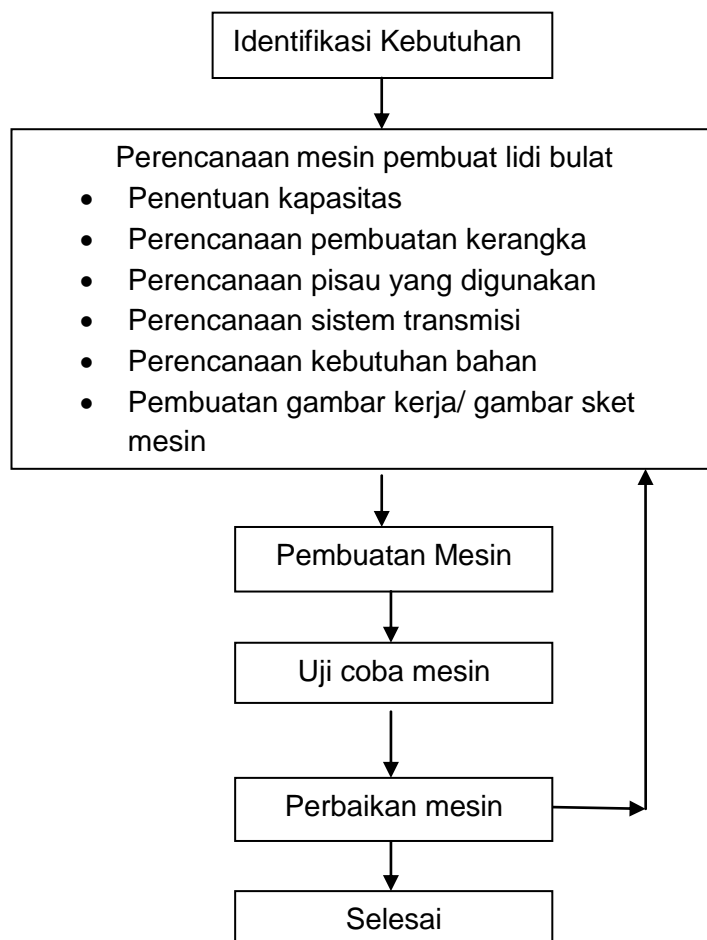 Identifikasi Kebutuhan
Perencanaan mesin pembuat lidi bulat
• Penentuan kapasitas
• Perencanaan pembuatan kerangka
• Perencanaan pisau yang digunakan
• Perencanaan sistem transmisi
• Perencanaan kebutuhan bahan
• Pembuatan gambar kerja/ gambar sket
mesin
Pembuatan Mesin
Uji coba mesin
Perbaikan mesin
Selesai